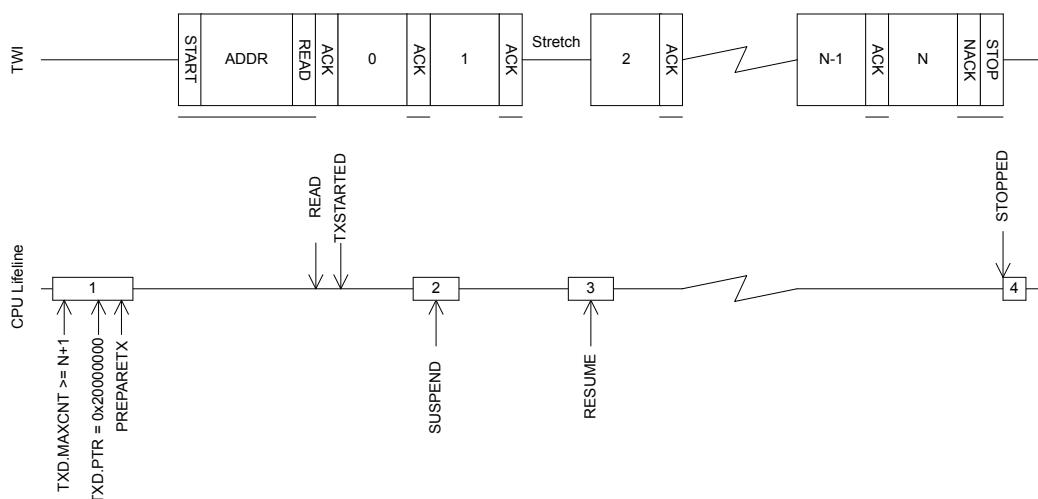 TWI
START
ADDR
READ
ACK
0
ACK
1
ACK
Stretch
2
ACK
N-1
ACK
N
NACK
STOP
CPU Lifeline
READ
TXSTARTED
STOPPED
1
2
3
4
TXD.MAXCNT >= N+1
TXD.PTR = 0x20000000
PREPARETX
SUSPEND
RESUME